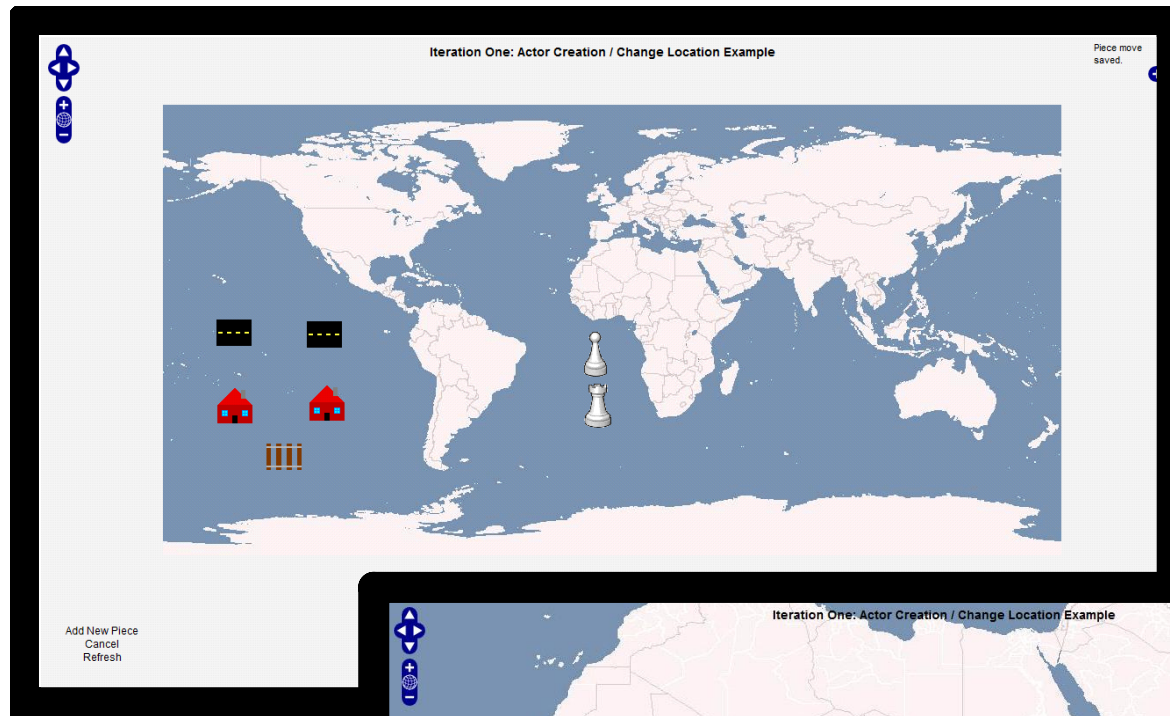 Iteration One: Actor Creation / Change Location Example
Piece move
saved.
Add New Piece
Cancel
Refresh
Iteration One: Actor Creation / Change Location Example